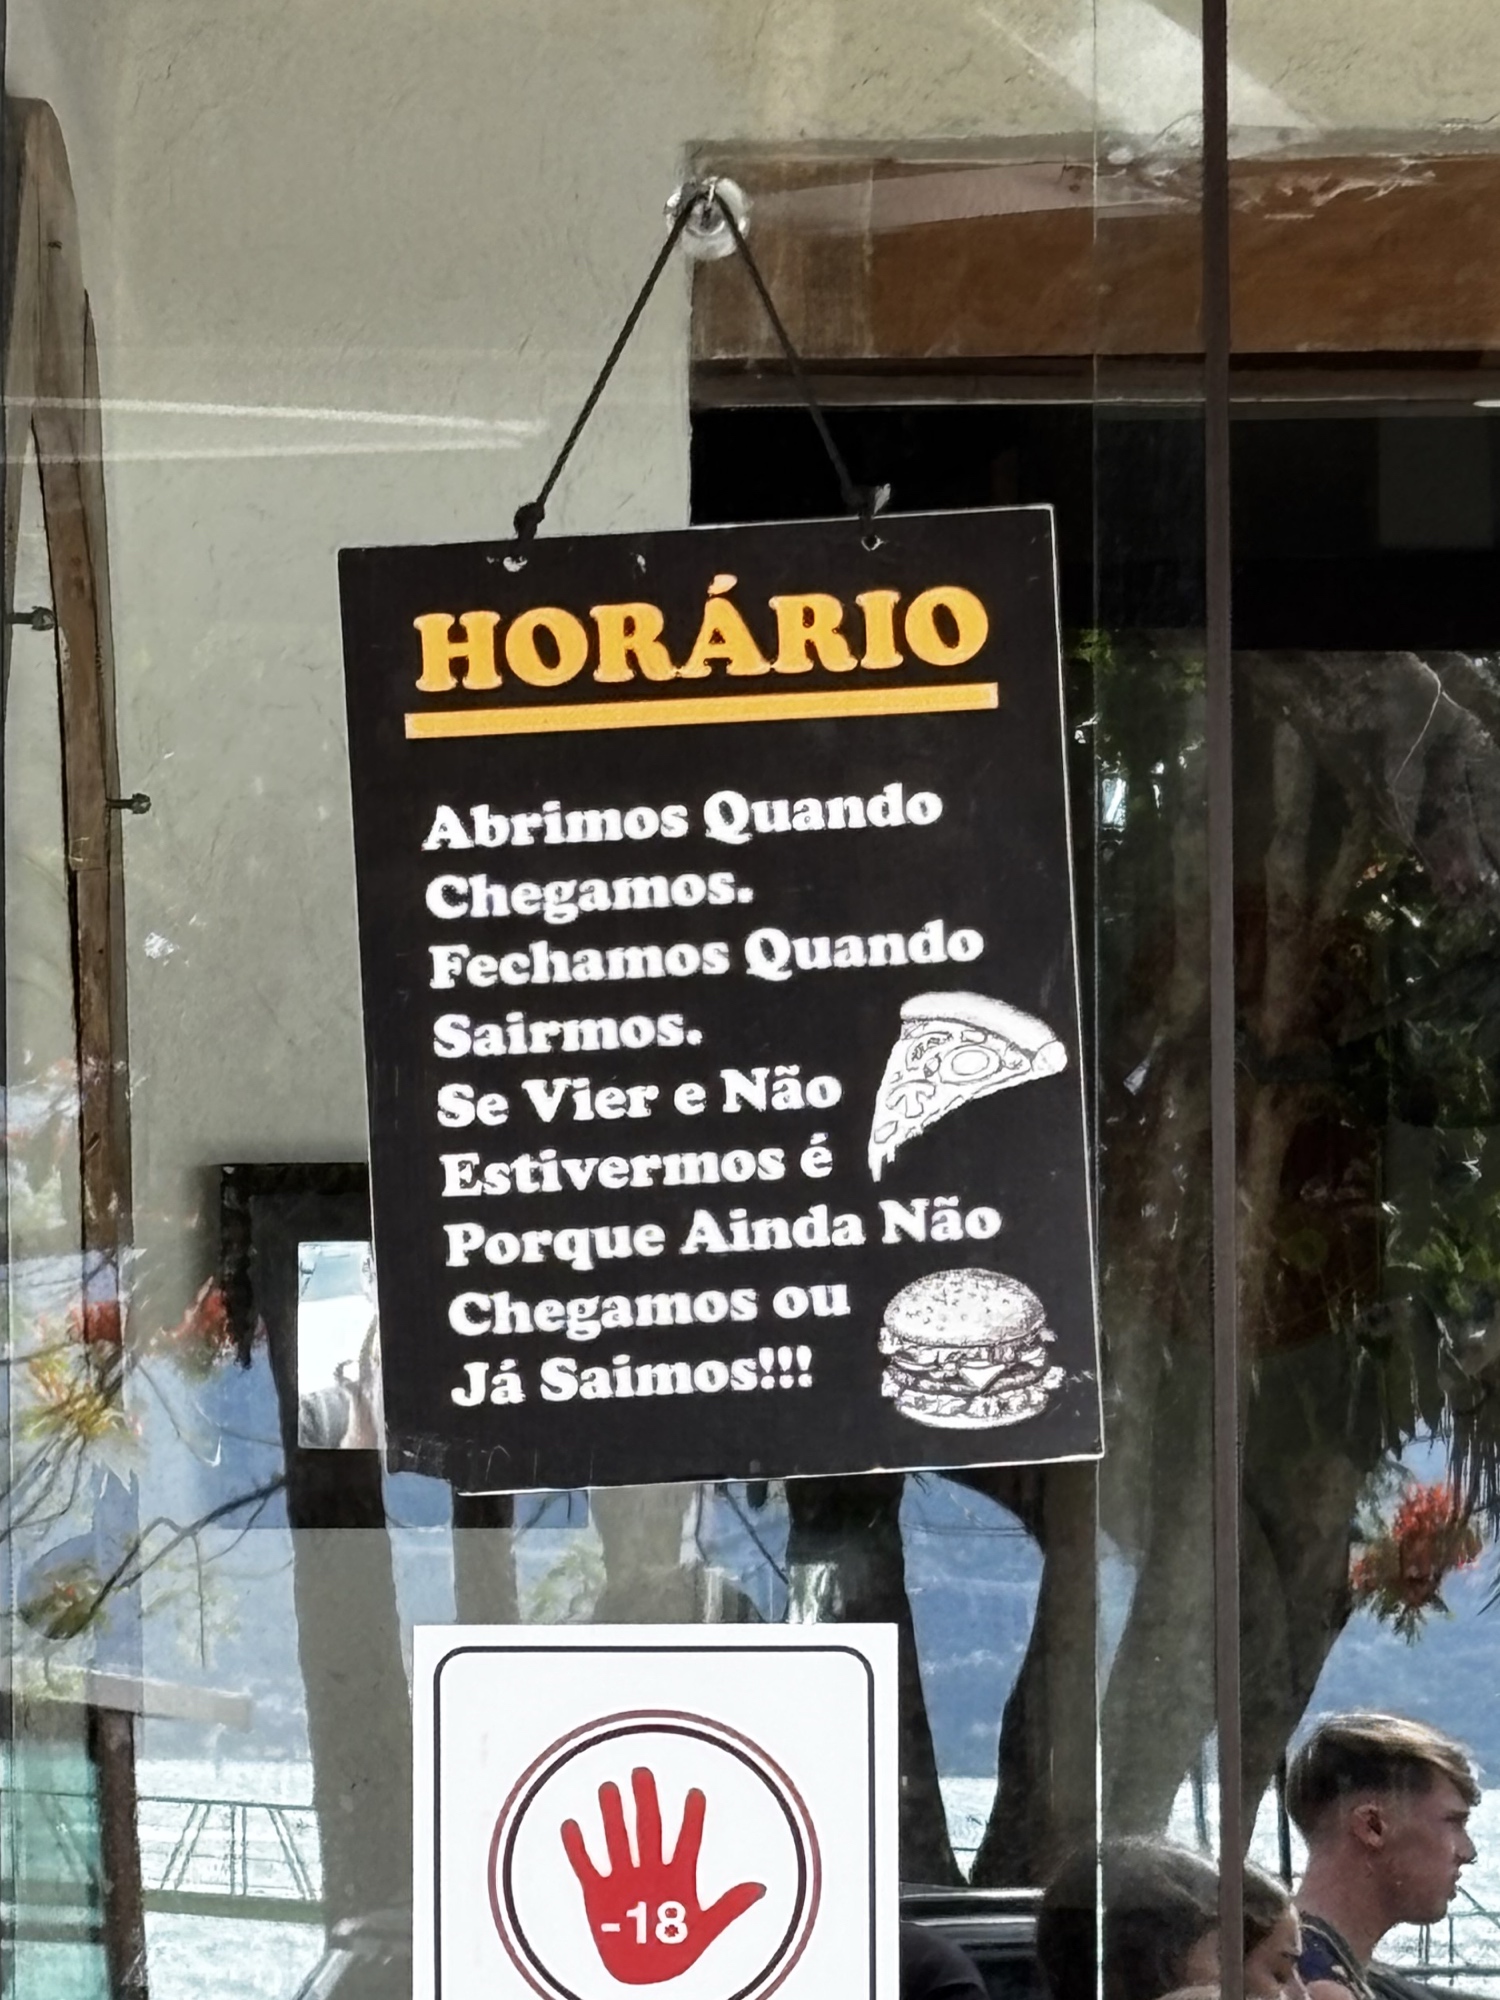 HORÁRIO
Abrimos Quando
Chegamos.
Fechamos Quando
Sairmos.
Se Vier e Não
Estivermos é
Porque Ainda Não
Chegamos ou
Já Saimos!!!
-18